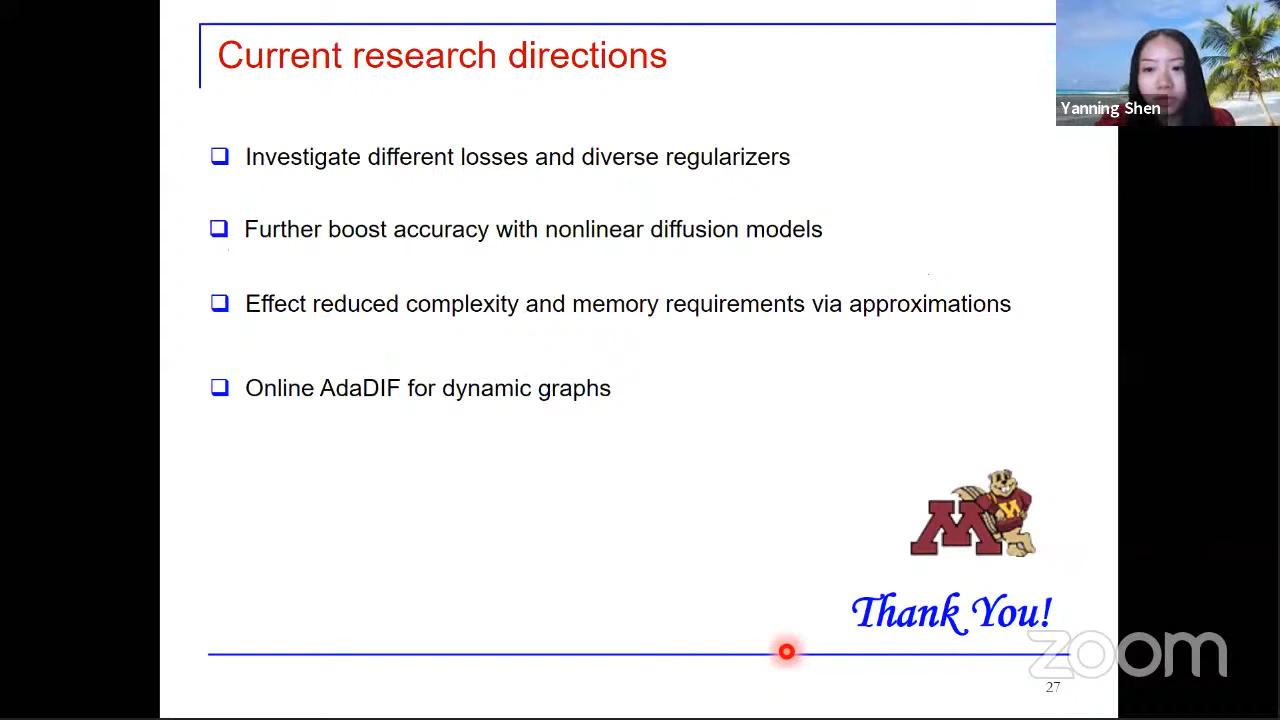 Current research directions
Yanning Shen
Investigate different losses and diverse regularizers
Further boost accuracy with nonlinear diffusion models
Effect reduced complexity and memory requirements via approximations
Online AdaDIF for dynamic graphs
M
Thank You!
zoom
27